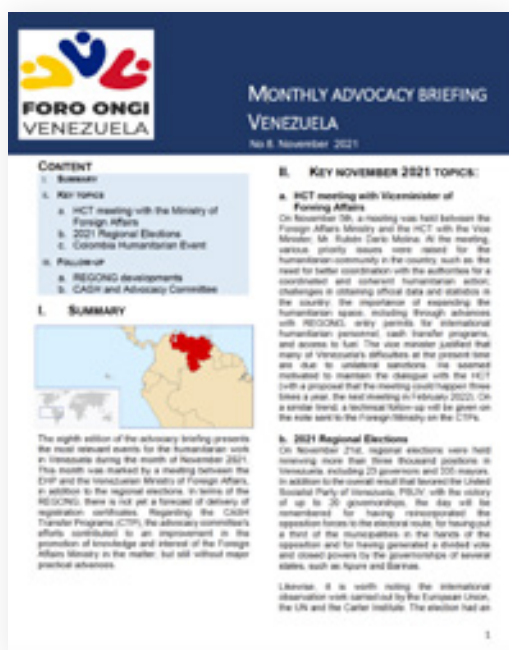 FORO ONGI
VENEZUELA
MONTHLY ADVOCACY BRIEFING
VENEZUELA
No 8. November 2021
CONTENT
I. SUMMARY
II. KEY TOPICS
a. HCT meeting with the Ministry of
Foreign Affairs
b. 2021 Regional Elections
c. Colombia Humanitarian Event
III. FOLLOW-UP
a. REGONG developments
b. CASH and Advocacy Committee
I. SUMMARY
The eighth edition of the advocacy briefing presents
the most relevant events for the humanitarian work
in Venezuela during the month of November 2021.
This month was marked by a meeting between the
EHP and the Venezuelan Ministry of Foreign Affairs,
in addition to the regional elections. In terms of the
REGONG, there is not yet a forecast of delivery of
registration certificates. Regarding the CASH
Transfer Programs (CTP), the advocacy committee's
efforts contributed to an improvement in the
promotion of knowledge and interest of the Foreign
Affairs Ministry in the matter, but still without major
practical advances.
II. KEY NOVEMBER 2021 TOPICS:
a. HCT meeting with Viceminister of
Foreing Affairs
On November 5th, a meeting was held between the
Foreign Affairs Ministry and the HCT with the Vice
Minister, Mr. Rubén Darío Molina. At the meeting,
various priority issues were raised for the
humanitarian community in the country, such as: the
need for better coordination with the authorities for a
coordinated and coherent humanitarian action;
challenges in obtaining official data and statistics in
the country; the importance of expanding the
humanitarian space, including through advances
with REGONG, entry permits for international
humanitarian personnel, cash transfer programs,
and access to fuel. The vice minister justified that
many of Venezuela's difficulties at the present time
are due to unilateral sanctions. He seemed
motivated to maintain the dialogue with the HCT
(with a proposal that the meeting could happen three
times a year, the next meeting in February 2022). On
a similar trend, a technical follow-up will be given on
the note sent to the Foreign Ministry on the CTPs.
b. 2021 Regional Elections
On November 21st, regional elections were held
renewing more than three thousand positions in
Venezuela, including 23 governors and 335 mayors.
In addition to the overall result that favored the United
Socialist Party of Venezuela, PSUV, with the victory
of up to 20 governorships, the day will be
remembered for having reincorporated the
opposition forces to the electoral route, for having put
a third of the municipalities in the hands of the
opposition and for having generated a divided vote
and closed powers by the governorships of several
states, such as Apure and Barinas.
Likewise, it is worth noting the international
observation work carried out by the European Union,
the UN and the Carter Institute. The election had an
1